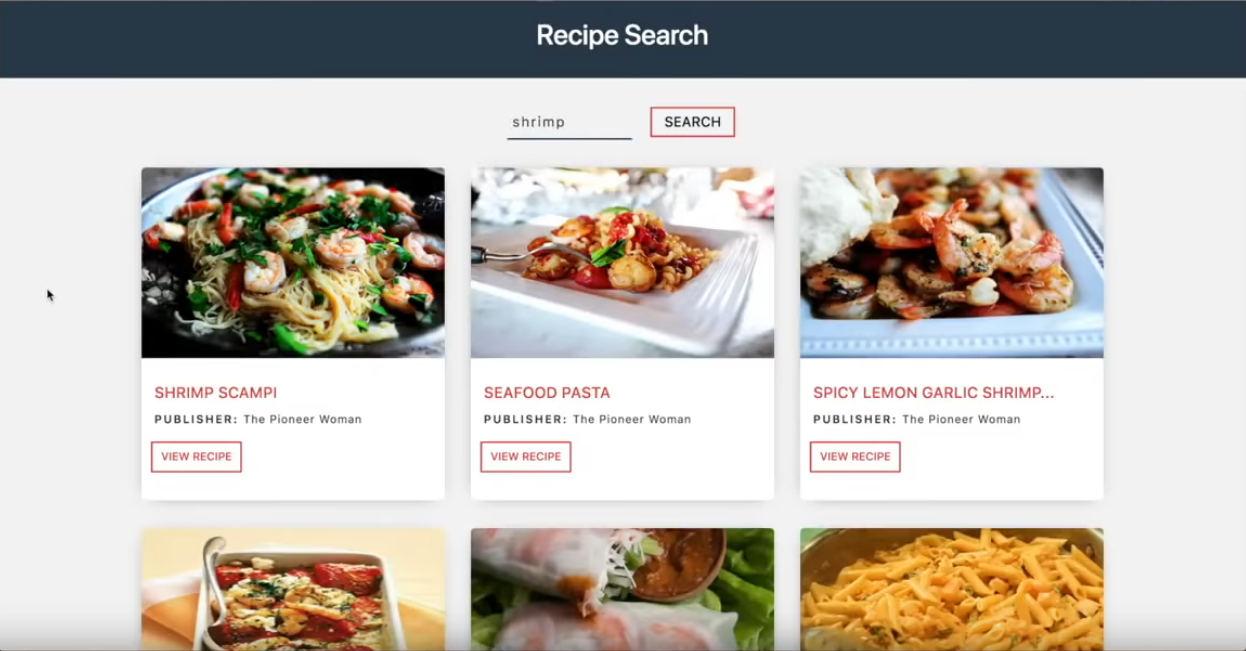 Recipe Search
shrimp
SEARCH
SHRIMP SCAMPI
PUBLISHER: The Pioneer Woman
VIEW RECIPE
SEAFOOD PASTA
PUBLISHER: The Pioneer Woman
VIEW RECIPE
SPICY LEMON GARLIC SHRIMP...
PUBLISHER: The Pioneer Woman
VIEW RECIPE